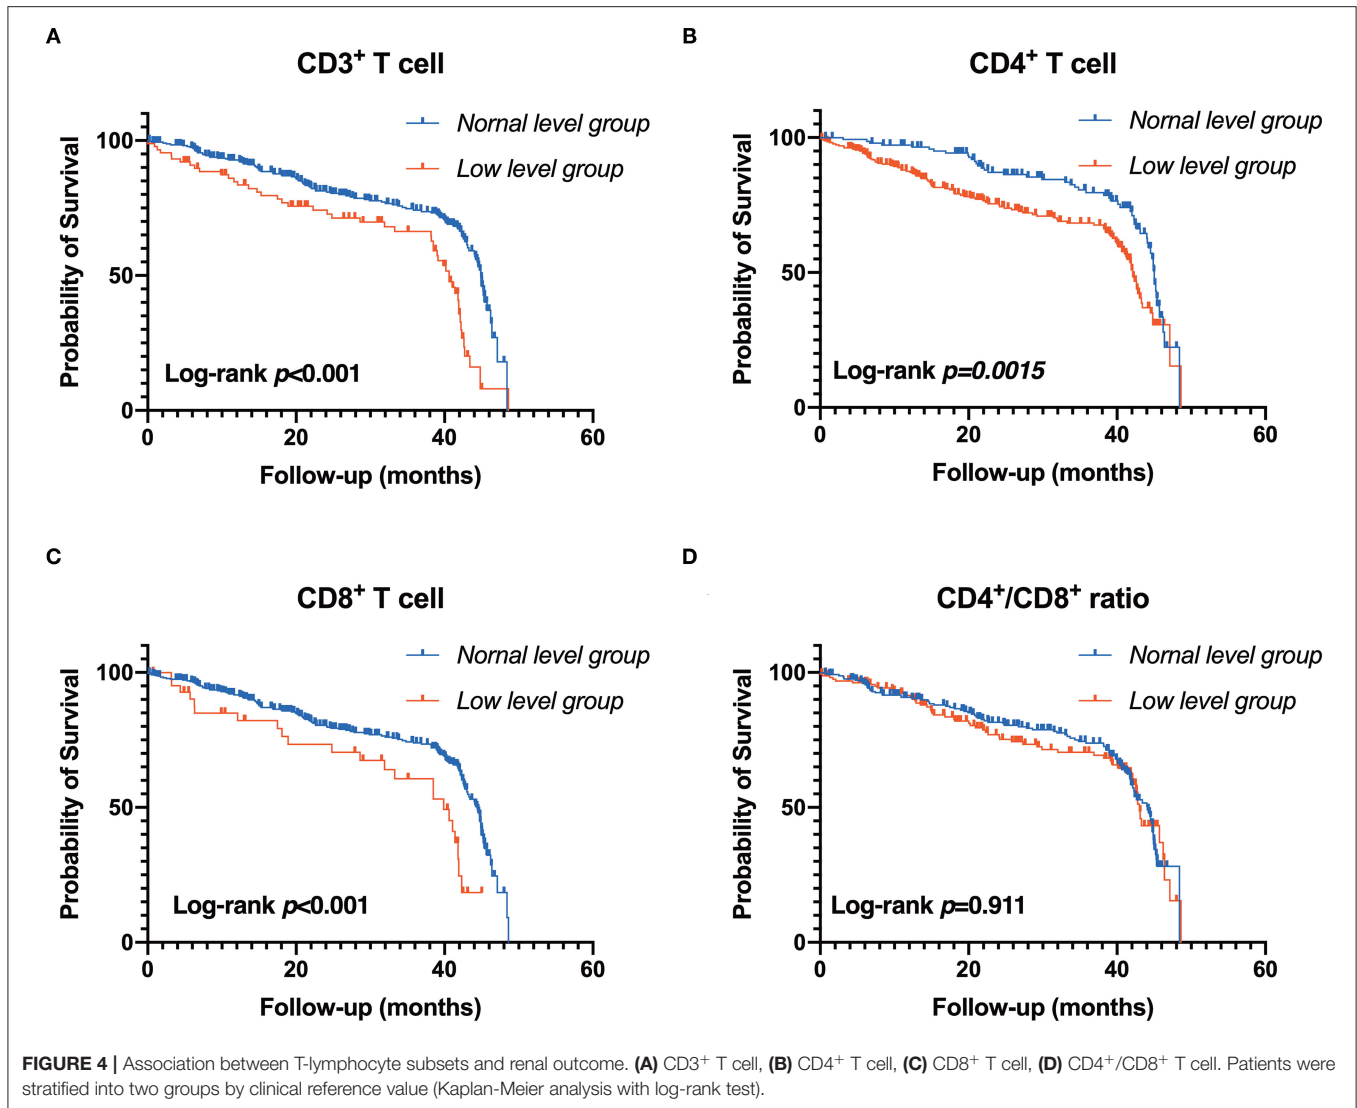 A
CD3⁺ T cell
Nornal level group
Low level group
100
50
0
Probability of Survival
Log-rank p<0.001
0 20 40 60
Follow-up (months)
B
CD4⁺ T cell
Nornal level group
Low level group
100
50
0
Probability of Survival
Log-rank p=0.0015
0 20 40 60
Follow-up (months)
C
CD8⁺ T cell
Nornal level group
Low level group
100
50
0
Probability of Survival
Log-rank p<0.001
0 20 40 60
Follow-up (months)
D
CD4⁺/CD8⁺ ratio
Nornal level group
Low level group
100
50
0
Probability of Survival
Log-rank p=0.911
0 20 40 60
Follow-up (months)
FIGURE 4 | Association between T-lymphocyte subsets and renal outcome. (A) CD3⁺ T cell, (B) CD4⁺ T cell, (C) CD8⁺ T cell, (D) CD4⁺/CD8⁺ T cell. Patients were
stratified into two groups by clinical reference value (Kaplan-Meier analysis with log-rank test).